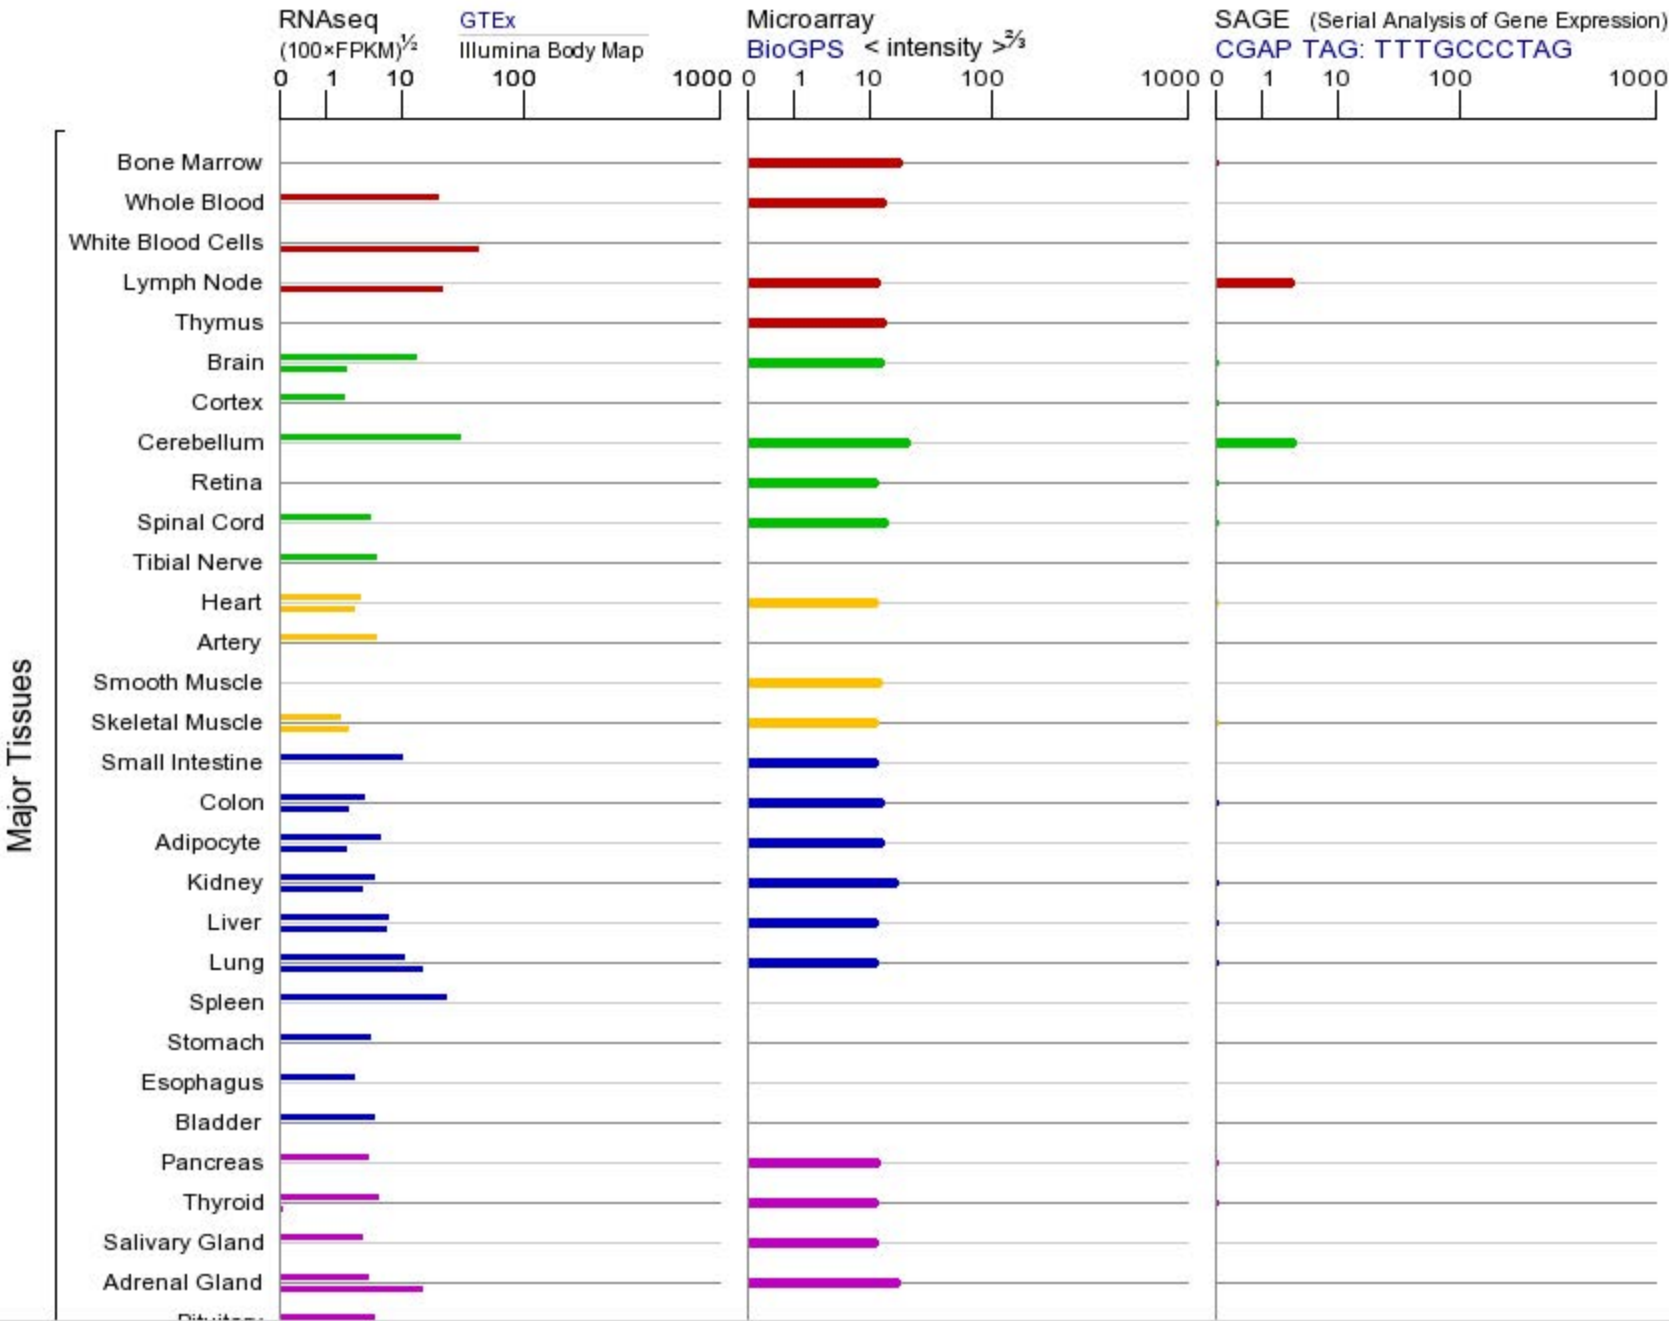 RNAseq GTEx Microarray SAGE (Serial Analysis of Gene Expression)
(100×FPKM)½ Illumina Body Map BioGPS < intensity >⅔ CGAP TAG: TTTGCCCTAG
0 1 10 100 1000 0 1 10 100 1000 0 1 10 100 1000
Bone Marrow
Whole Blood
White Blood Cells
Lymph Node
Thymus
Brain
Cortex
Cerebellum
Retina
Spinal Cord
Tibial Nerve
Heart
Artery
Smooth Muscle
Skeletal Muscle
Small Intestine
Colon
Adipocyte
Kidney
Liver
Lung
Spleen
Stomach
Esophagus
Bladder
Pancreas
Thyroid
Salivary Gland
Adrenal Gland
Major Tissues